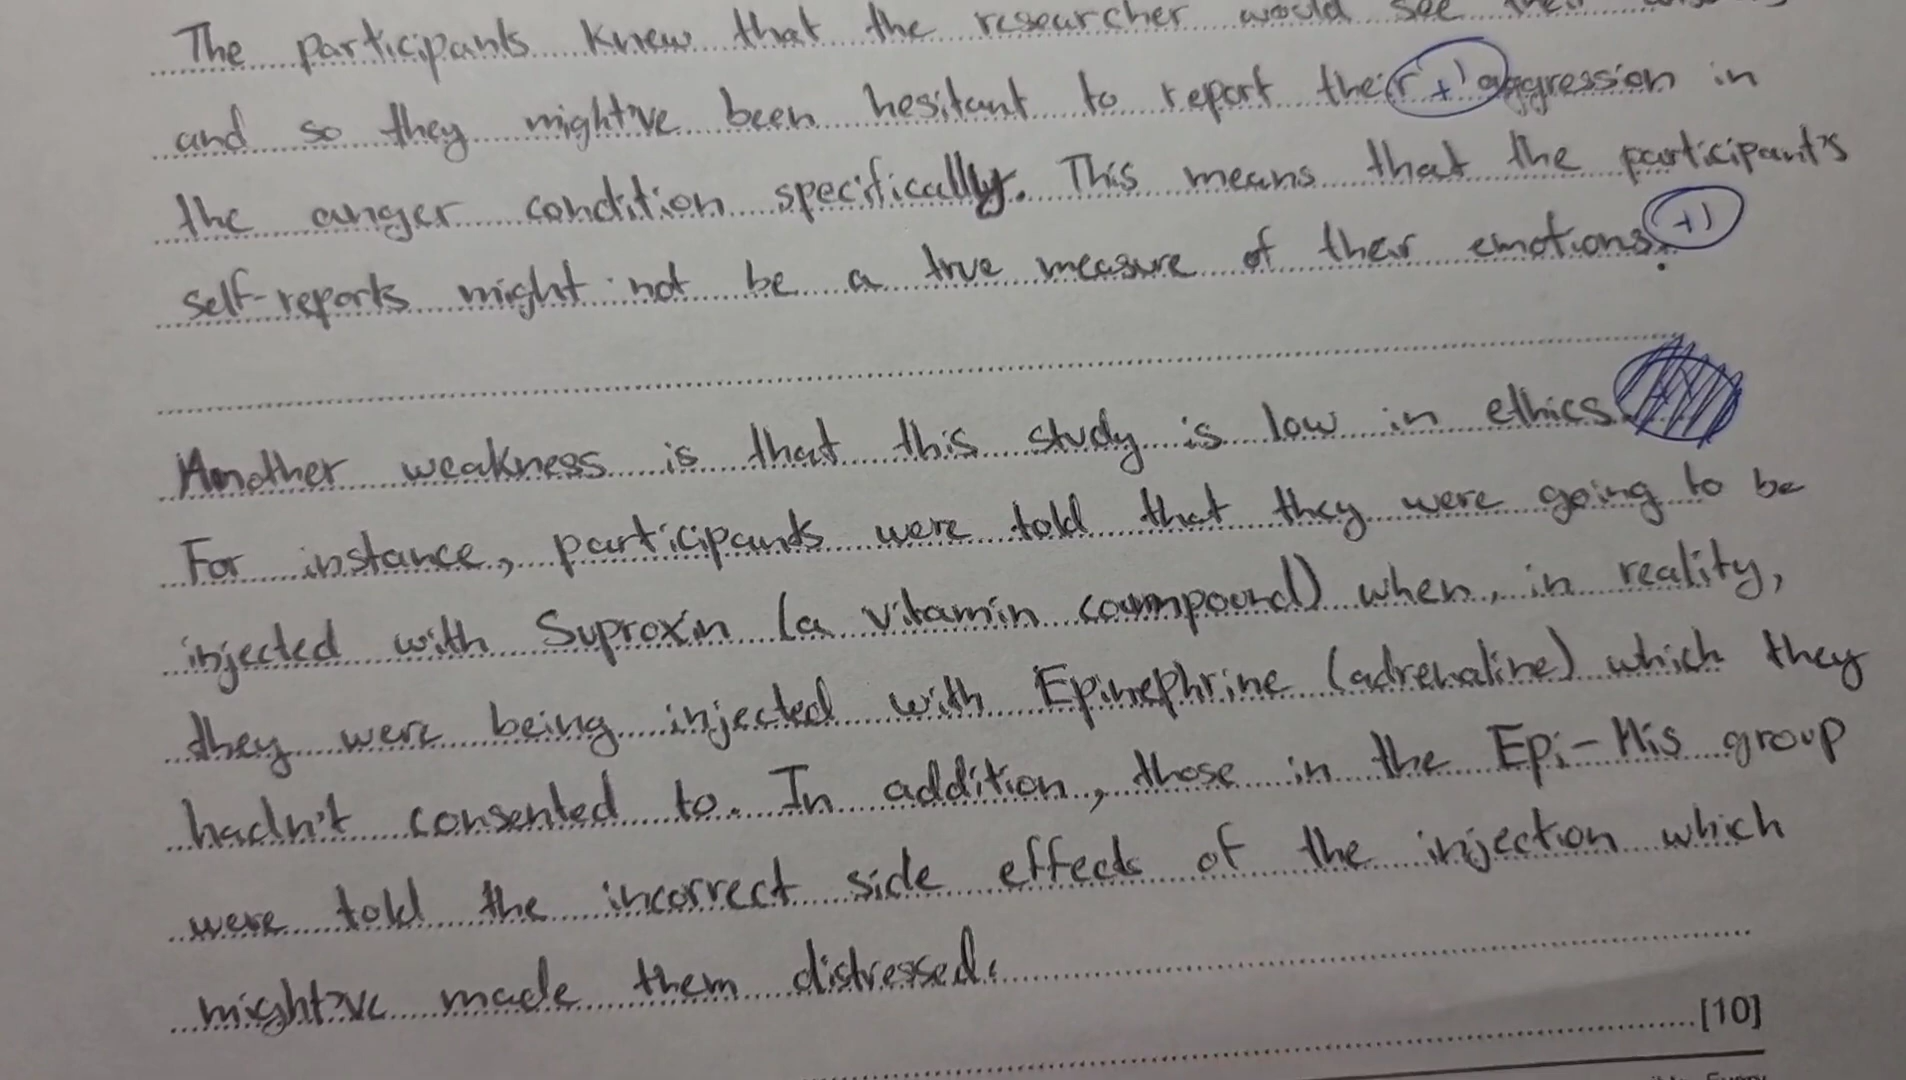 The participants knew that the researcher would see their
and so they might've been hesitant to report their +1 aggression in
the anger condition specifically. This means that the participant's
self-reports might not be a true measure of their emotions. +1
Another weakness is that this study is low in ethics.
For instance, participants were told that they were going to be
injected with Suproxin (a vitamin compound) when, in reality,
they were being injected with Epinephrine (adrenaline) which they
hadn't consented to. In addition, those in the Epi-Mis group
were told the incorrect side effects of the injection which
might've made them distressed.
[10]